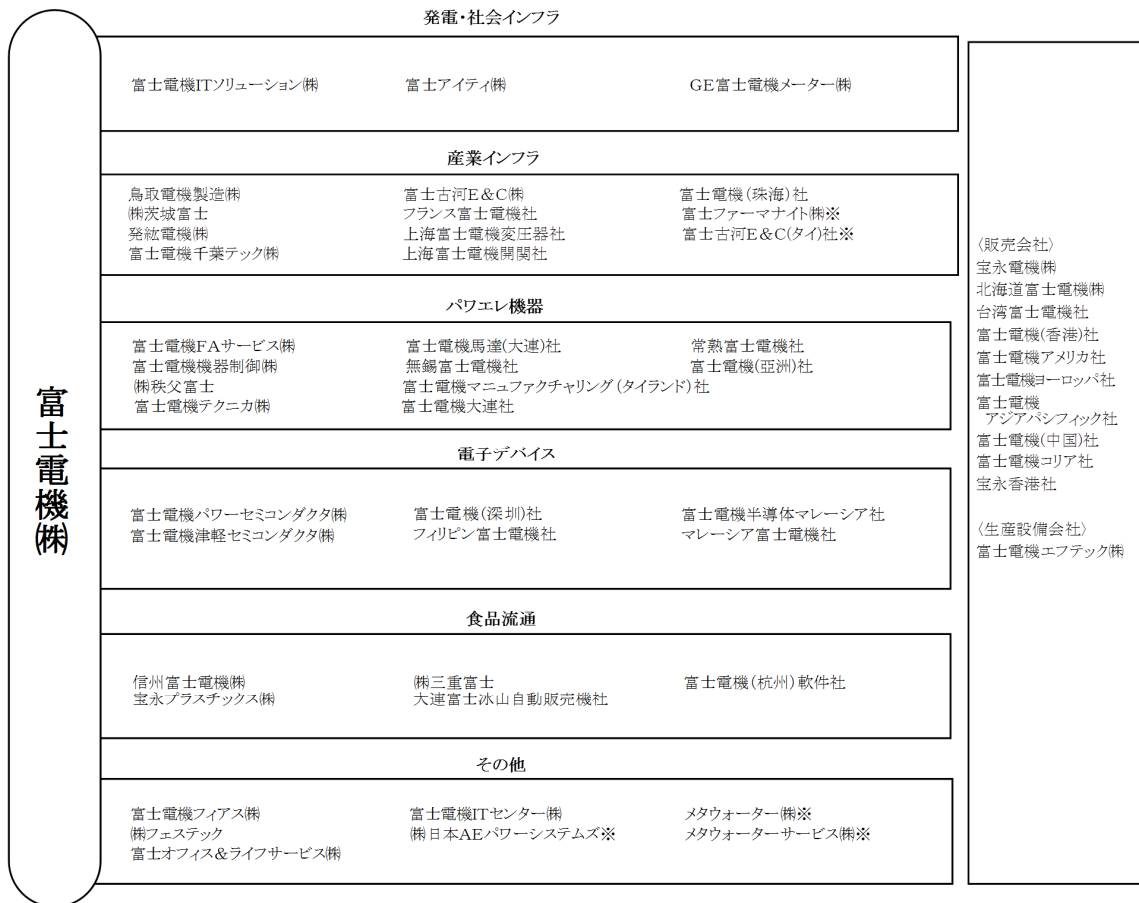 富士電機㈱
発電・社会インフラ
富士電機ITソリューション㈱ 富士アイティ㈱ GE富士電機メーター㈱
産業インフラ
鳥取電機製造㈱ 富士古河E&C㈱ 富士電機(珠海)社
㈱茨城富士 フランス富士電機社 富士ファーマナイト㈱※
発紘電機㈱ 上海富士電機変圧器社 富士古河E&C(タイ)社※
富士電機千葉テック㈱ 上海富士電機開関社
パワエレ機器
富士電機FAサービス㈱ 富士電機馬達(大連)社 常熟富士電機社
富士電機機器制御㈱ 無錫富士電機社 富士電機(亞洲)社
㈱秩父富士 富士電機マニュファクチャリング(タイランド)社
富士電機テクニカ㈱ 富士電機大連社
電子デバイス
富士電機パワーセミコンダクタ㈱ 富士電機(深圳)社 富士電機半導体マレーシア社
富士電機津軽セミコンダクタ㈱ フィリピン富士電機社 マレーシア富士電機社
食品流通
信州富士電機㈱ ㈱三重富士 富士電機(杭州)軟件社
宝永プラスチックス㈱ 大連富士冰山自動販売機社
その他
富士電機フィアス㈱ 富士電機ITセンター㈱ メタウォーター㈱※
㈱フェステック ㈱日本AEパワーシステムズ※ メタウォーターサービス㈱※
富士オフィス&ライフサービス㈱
〈販売会社〉
宝永電機㈱
北海道富士電機㈱
台湾富士電機社
富士電機(香港)社
富士電機アメリカ社
富士電機ヨーロッパ社
富士電機
アジアパシフィック社
富士電機(中国)社
富士電機コリア社
宝永香港社
〈生産設備会社〉
富士電機エフテック㈱